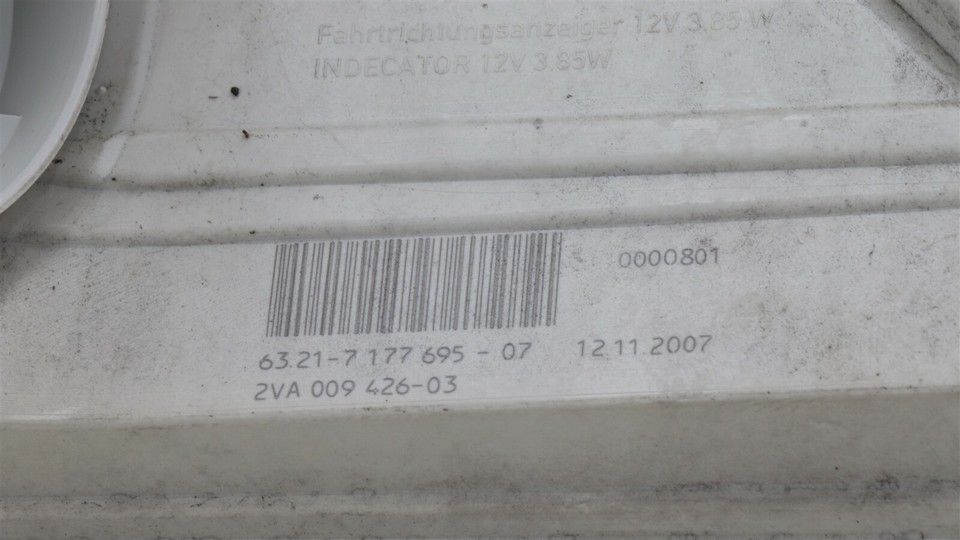 Fahrtrichtungsanzeiger 12V 3.85 W
INDECATOR 12V 3.85W
0000801
63.21-7 177 695 - 07 12.11.2007
2VA 009 426-03